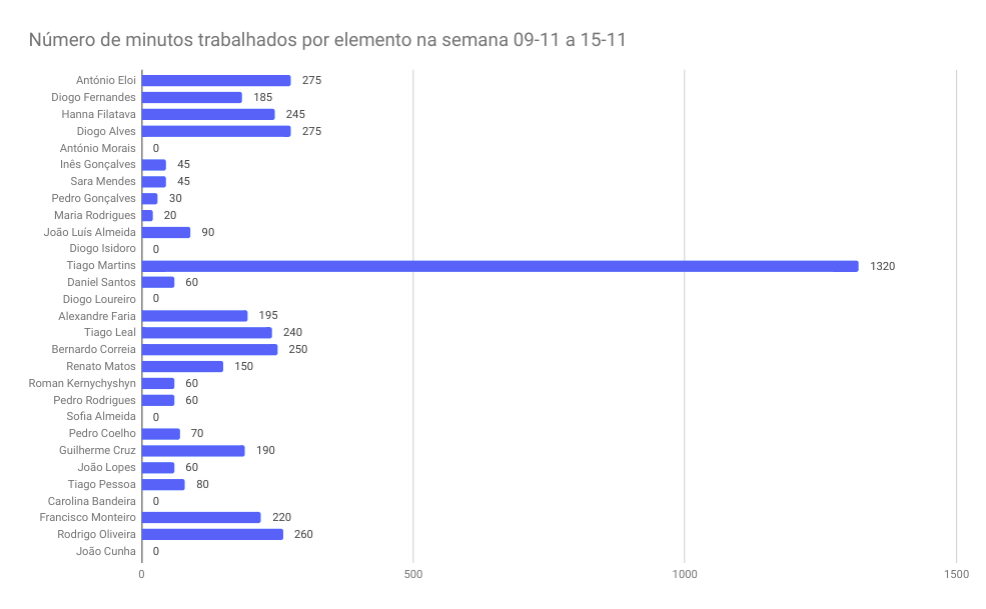 Número de minutos trabalhados por elemento na semana 09-11 a 15-11
António Eloi 275
Diogo Fernandes 185
Hanna Filatava 245
Diogo Alves 275
António Morais 0
Inês Gonçalves 45
Sara Mendes 45
Pedro Gonçalves 30
Maria Rodrigues 20
João Luís Almeida 90
Diogo Isidoro 0
Tiago Martins 1320
Daniel Santos 60
Diogo Loureiro 0
Alexandre Faria 195
Tiago Leal 240
Bernardo Correia 250
Renato Matos 150
Roman Kernychyshyn 60
Pedro Rodrigues 60
Sofia Almeida 0
Pedro Coelho 70
Guilherme Cruz 190
João Lopes 60
Tiago Pessoa 80
Carolina Bandeira 0
Francisco Monteiro 220
Rodrigo Oliveira 260
João Cunha 0
0 500 1000 1500